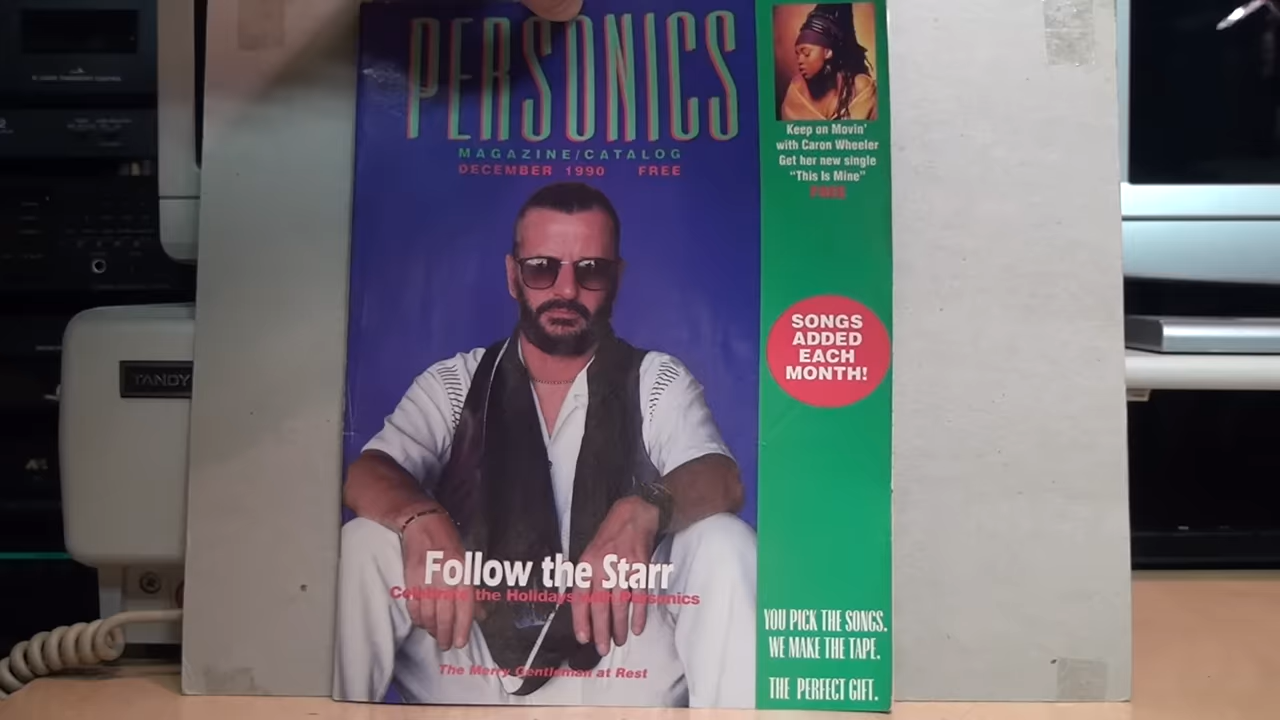 PERSONICS
MAGAZINE/CATALOG
DECEMBER 1990 FREE
Keep on Movin'
with Caron Wheeler
Get her new single
"This Is Mine"
SONGS
ADDED
EACH
MONTH!
TANDY
Follow the Starr
Celebrate the Holidays with Personics
The Merry Gentleman at Rest
YOU PICK THE SONGS.
WE MAKE THE TAPE.
THE PERFECT GIFT.